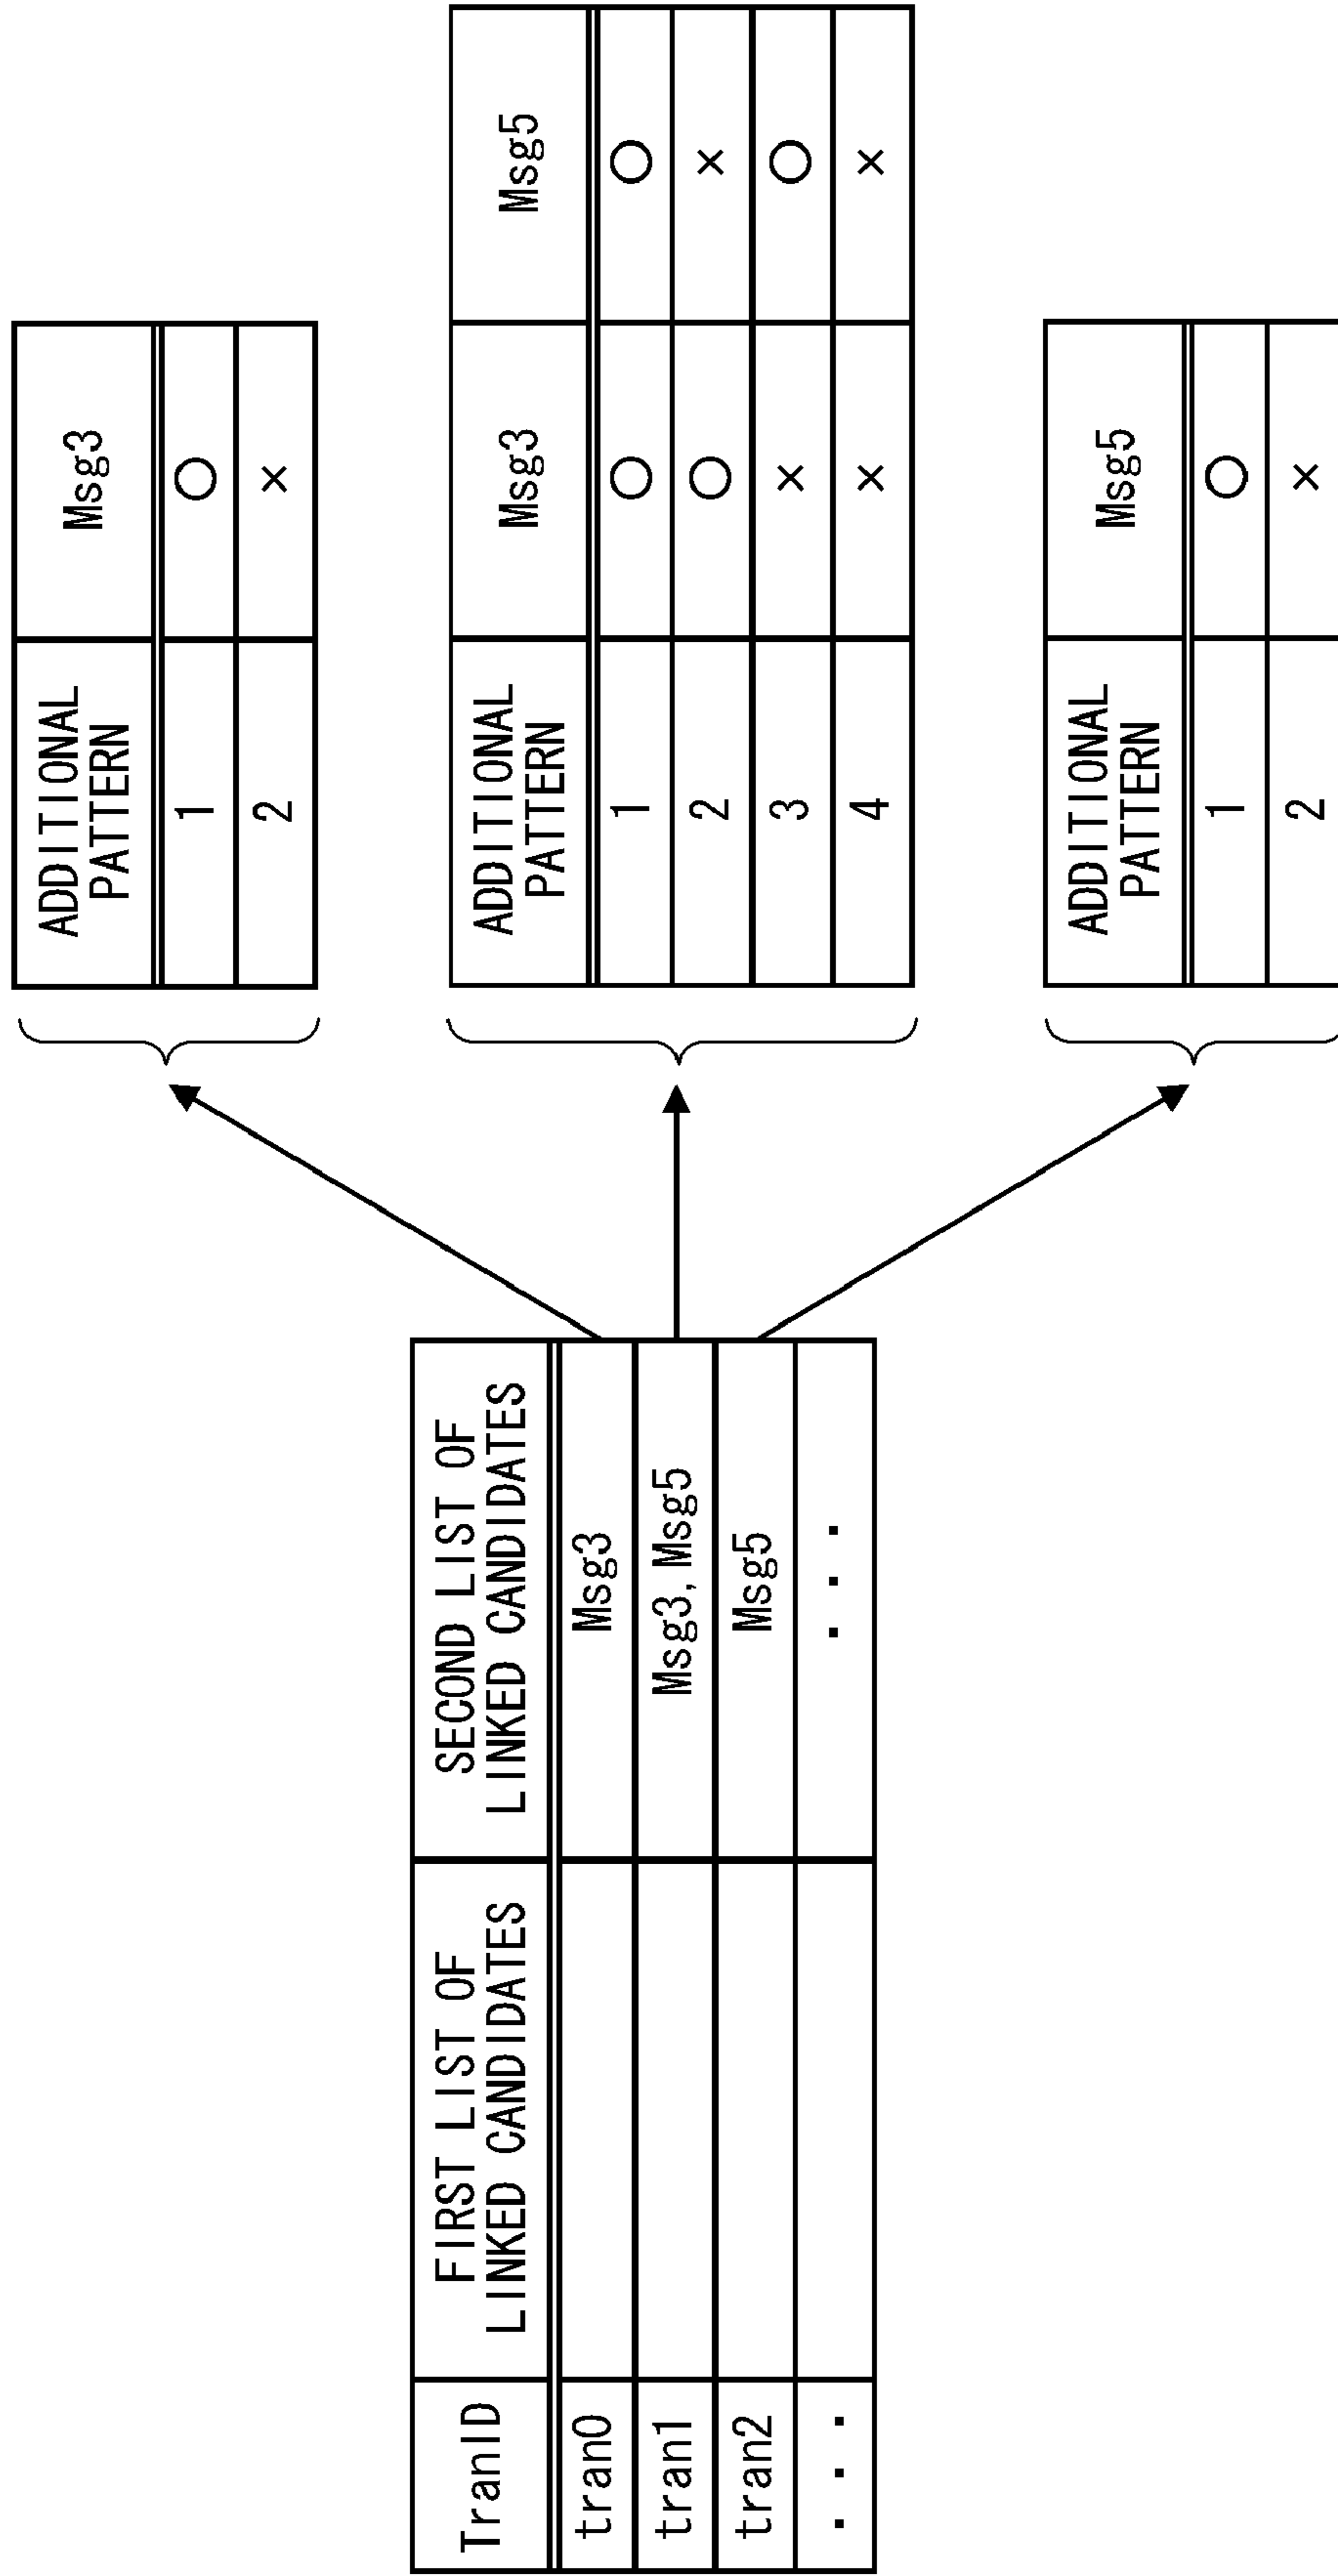 TranID
FIRST LIST OF
LINKED CANDIDATES
SECOND LIST OF
LINKED CANDIDATES
tran0
Msg3
tran1
Msg3, Msg5
tran2
Msg5
. . .
. . .
ADDITIONAL
PATTERN
Msg3
1
○
2
×
ADDITIONAL
PATTERN
Msg3
Msg5
1
○
○
2
○
×
3
×
○
4
×
×
ADDITIONAL
PATTERN
Msg5
1
○
2
×